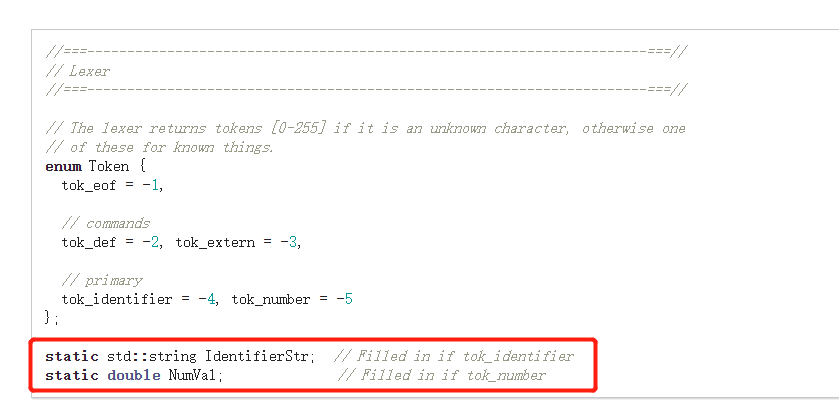 //===----------------------------------------------------------------------===//
// Lexer
//===----------------------------------------------------------------------===//
// The lexer returns tokens [0-255] if it is an unknown character, otherwise one
// of these for known things.
enum Token {
tok_eof = -1,
// commands
tok_def = -2, tok_extern = -3,
// primary
tok_identifier = -4, tok_number = -5
};
static std::string IdentifierStr; // Filled in if tok_identifier
static double NumVal; // Filled in if tok_number